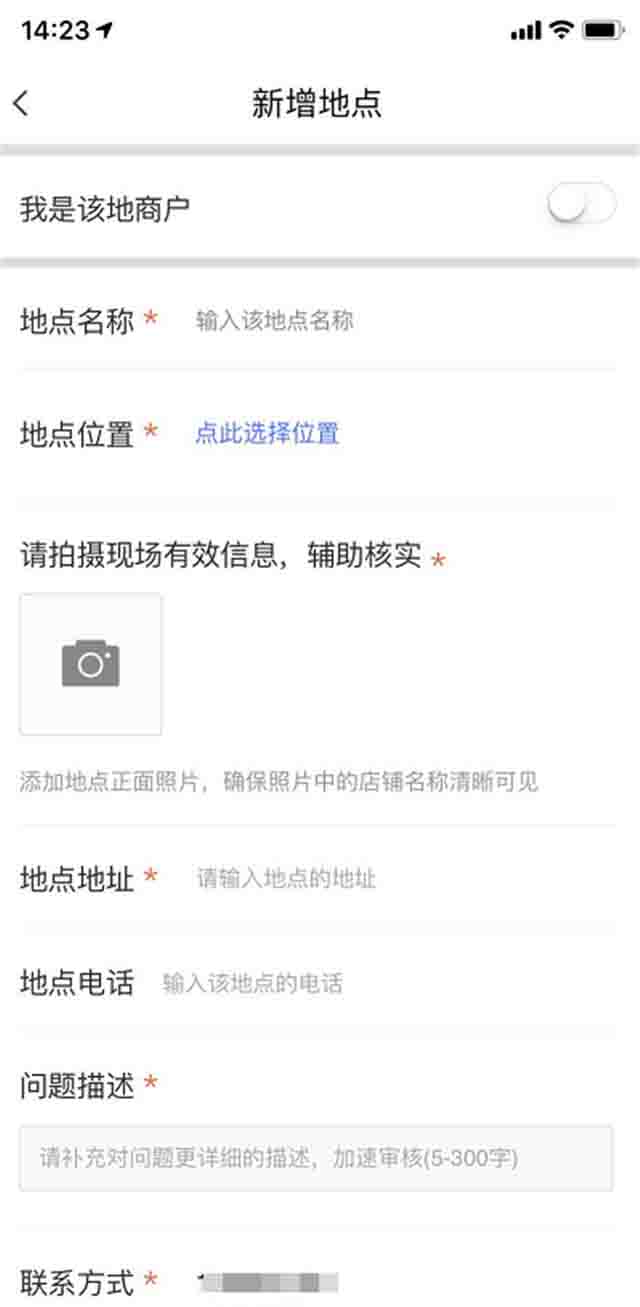 14:23
新增地点
我是该地商户
地点名称 * 输入该地点名称
地点位置 * 点此选择位置
请拍摄现场有效信息，辅助核实 *
添加地点正面照片，确保照片中的店铺名称清晰可见
地点地址 * 请输入地点的地址
地点电话 输入该地点的电话
问题描述 *
请补充对问题更详细的描述，加速审核(5-300字)
联系方式 *